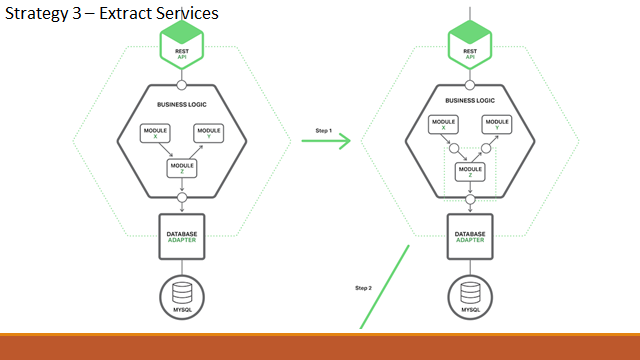 Strategy 3 – Extract Services
REST
API
BUSINESS LOGIC
MODULE
X
MODULE
Y
MODULE
Z
DATABASE
ADAPTER
MYSQL
Step 1
REST
API
BUSINESS LOGIC
MODULE
X
MODULE
Y
MODULE
Z
DATABASE
ADAPTER
MYSQL
Step 2